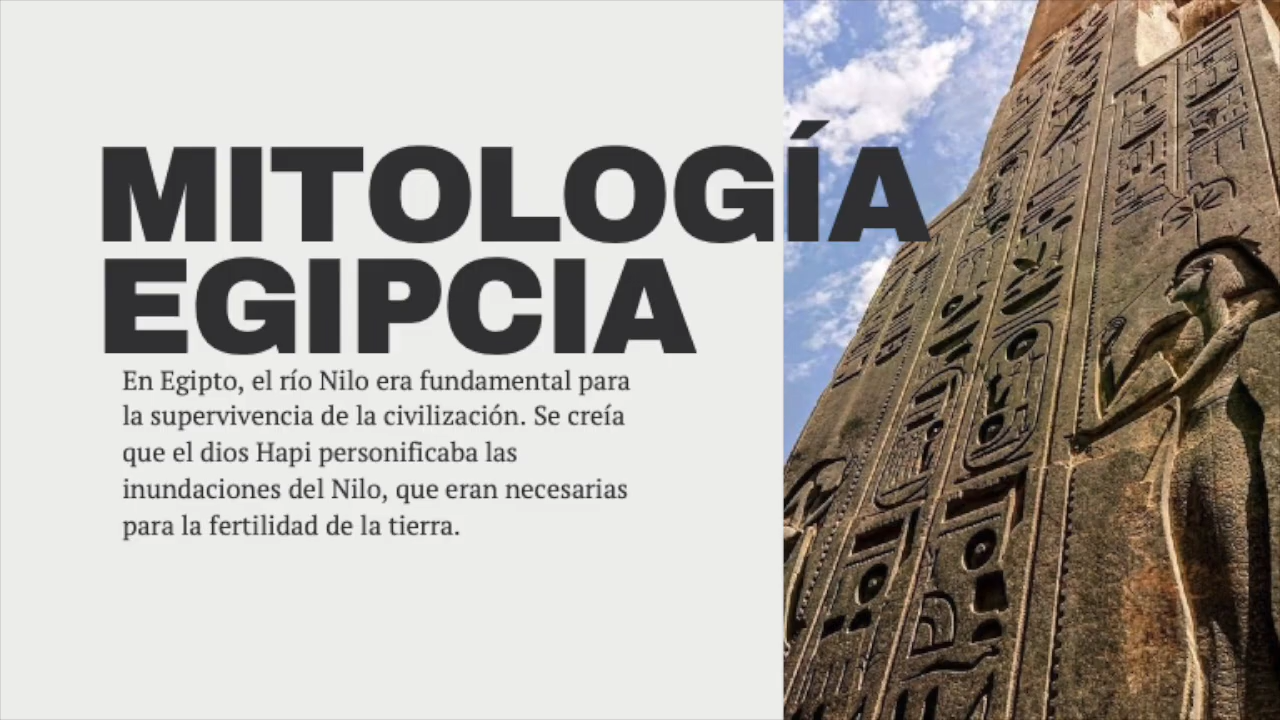 MITOLOGÍA
EGIPCIA
En Egipto, el río Nilo era fundamental para
la supervivencia de la civilización. Se creía
que el dios Hapi personificaba las
inundaciones del Nilo, que eran necesarias
para la fertilidad de la tierra.